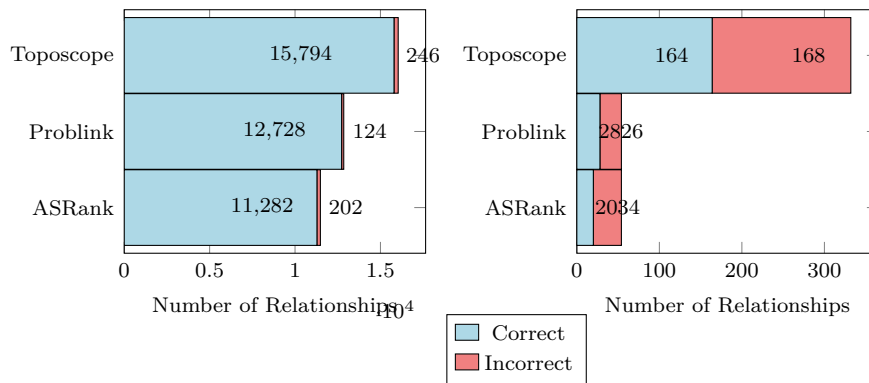 Toposcope
15,794
246
Problink
12,728
124
ASRank
11,282
202
0
0.5
1
1.5
Number of Relationships
·10⁴
Toposcope
164
168
Problink
28
26
ASRank
20
34
0
100
200
300
Number of Relationships
Correct
Incorrect